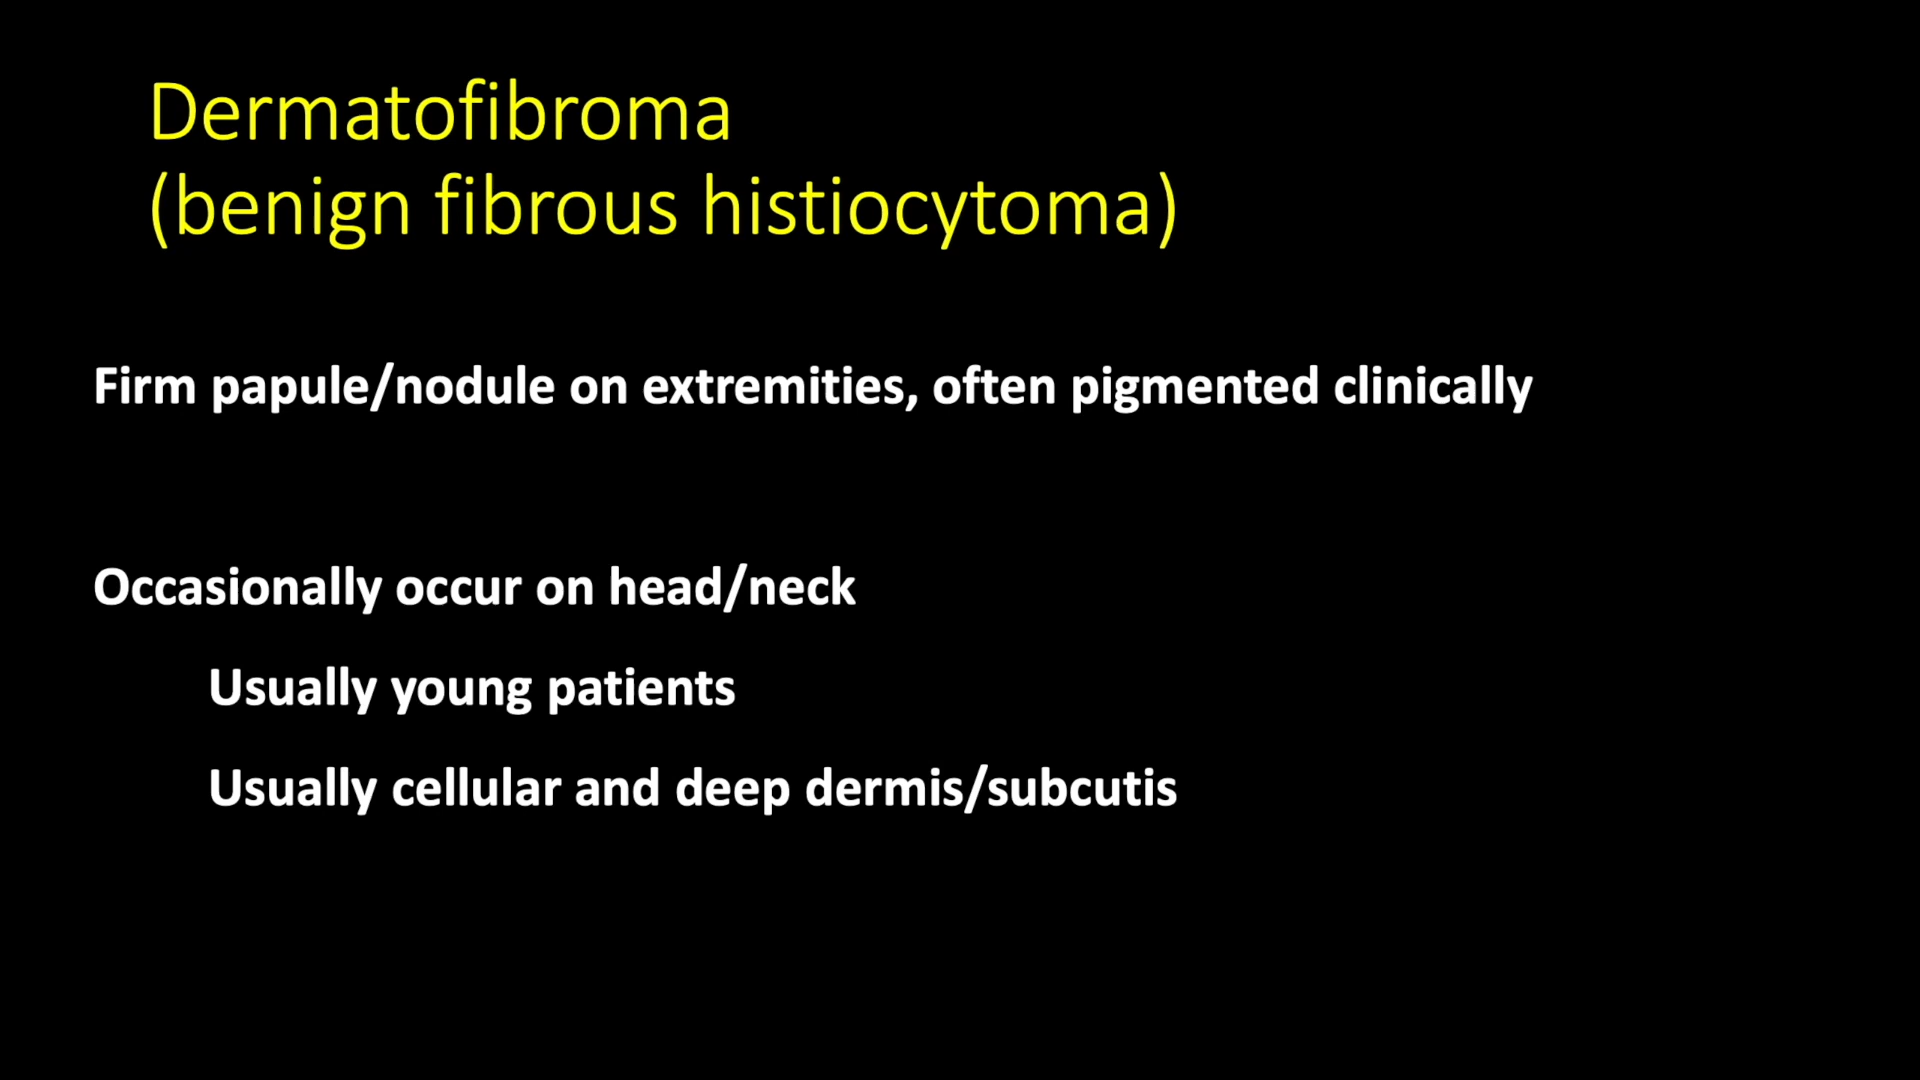 Dermatofibroma
(benign fibrous histiocytoma)
Firm papule/nodule on extremities, often pigmented clinically
Occasionally occur on head/neck
Usually young patients
Usually cellular and deep dermis/subcutis